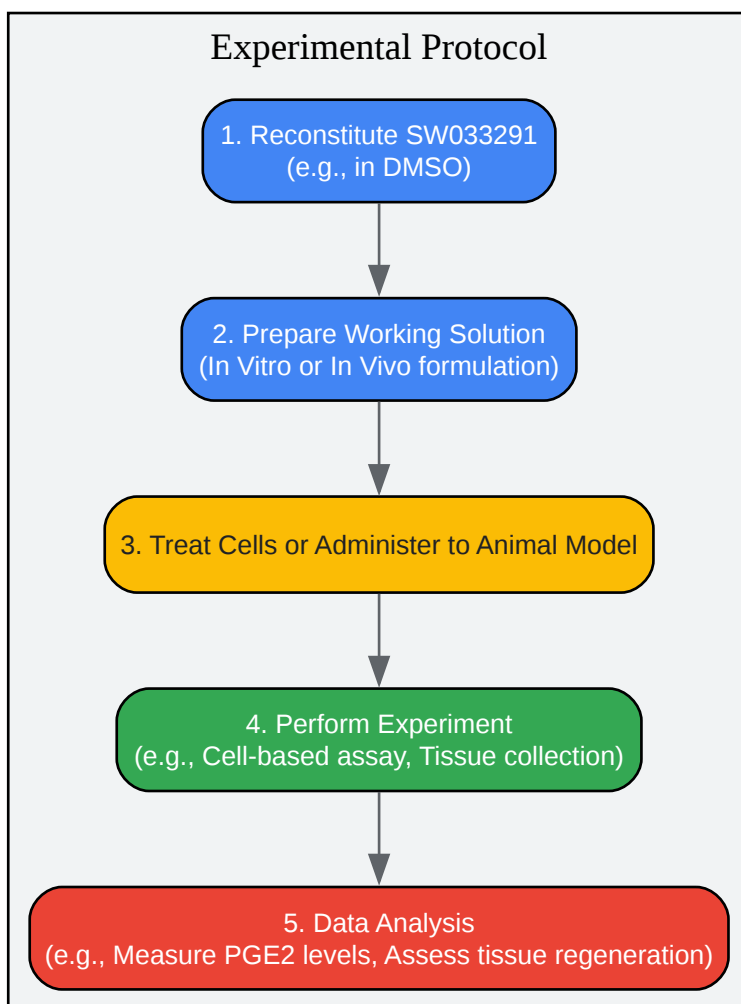 Experimental Protocol
1. Reconstitute SW033291
(e.g., in DMSO)
2. Prepare Working Solution
(In Vitro or In Vivo formulation)
3. Treat Cells or Administer to Animal Model
4. Perform Experiment
(e.g., Cell-based assay, Tissue collection)
5. Data Analysis
(e.g., Measure PGE2 levels, Assess tissue regeneration)